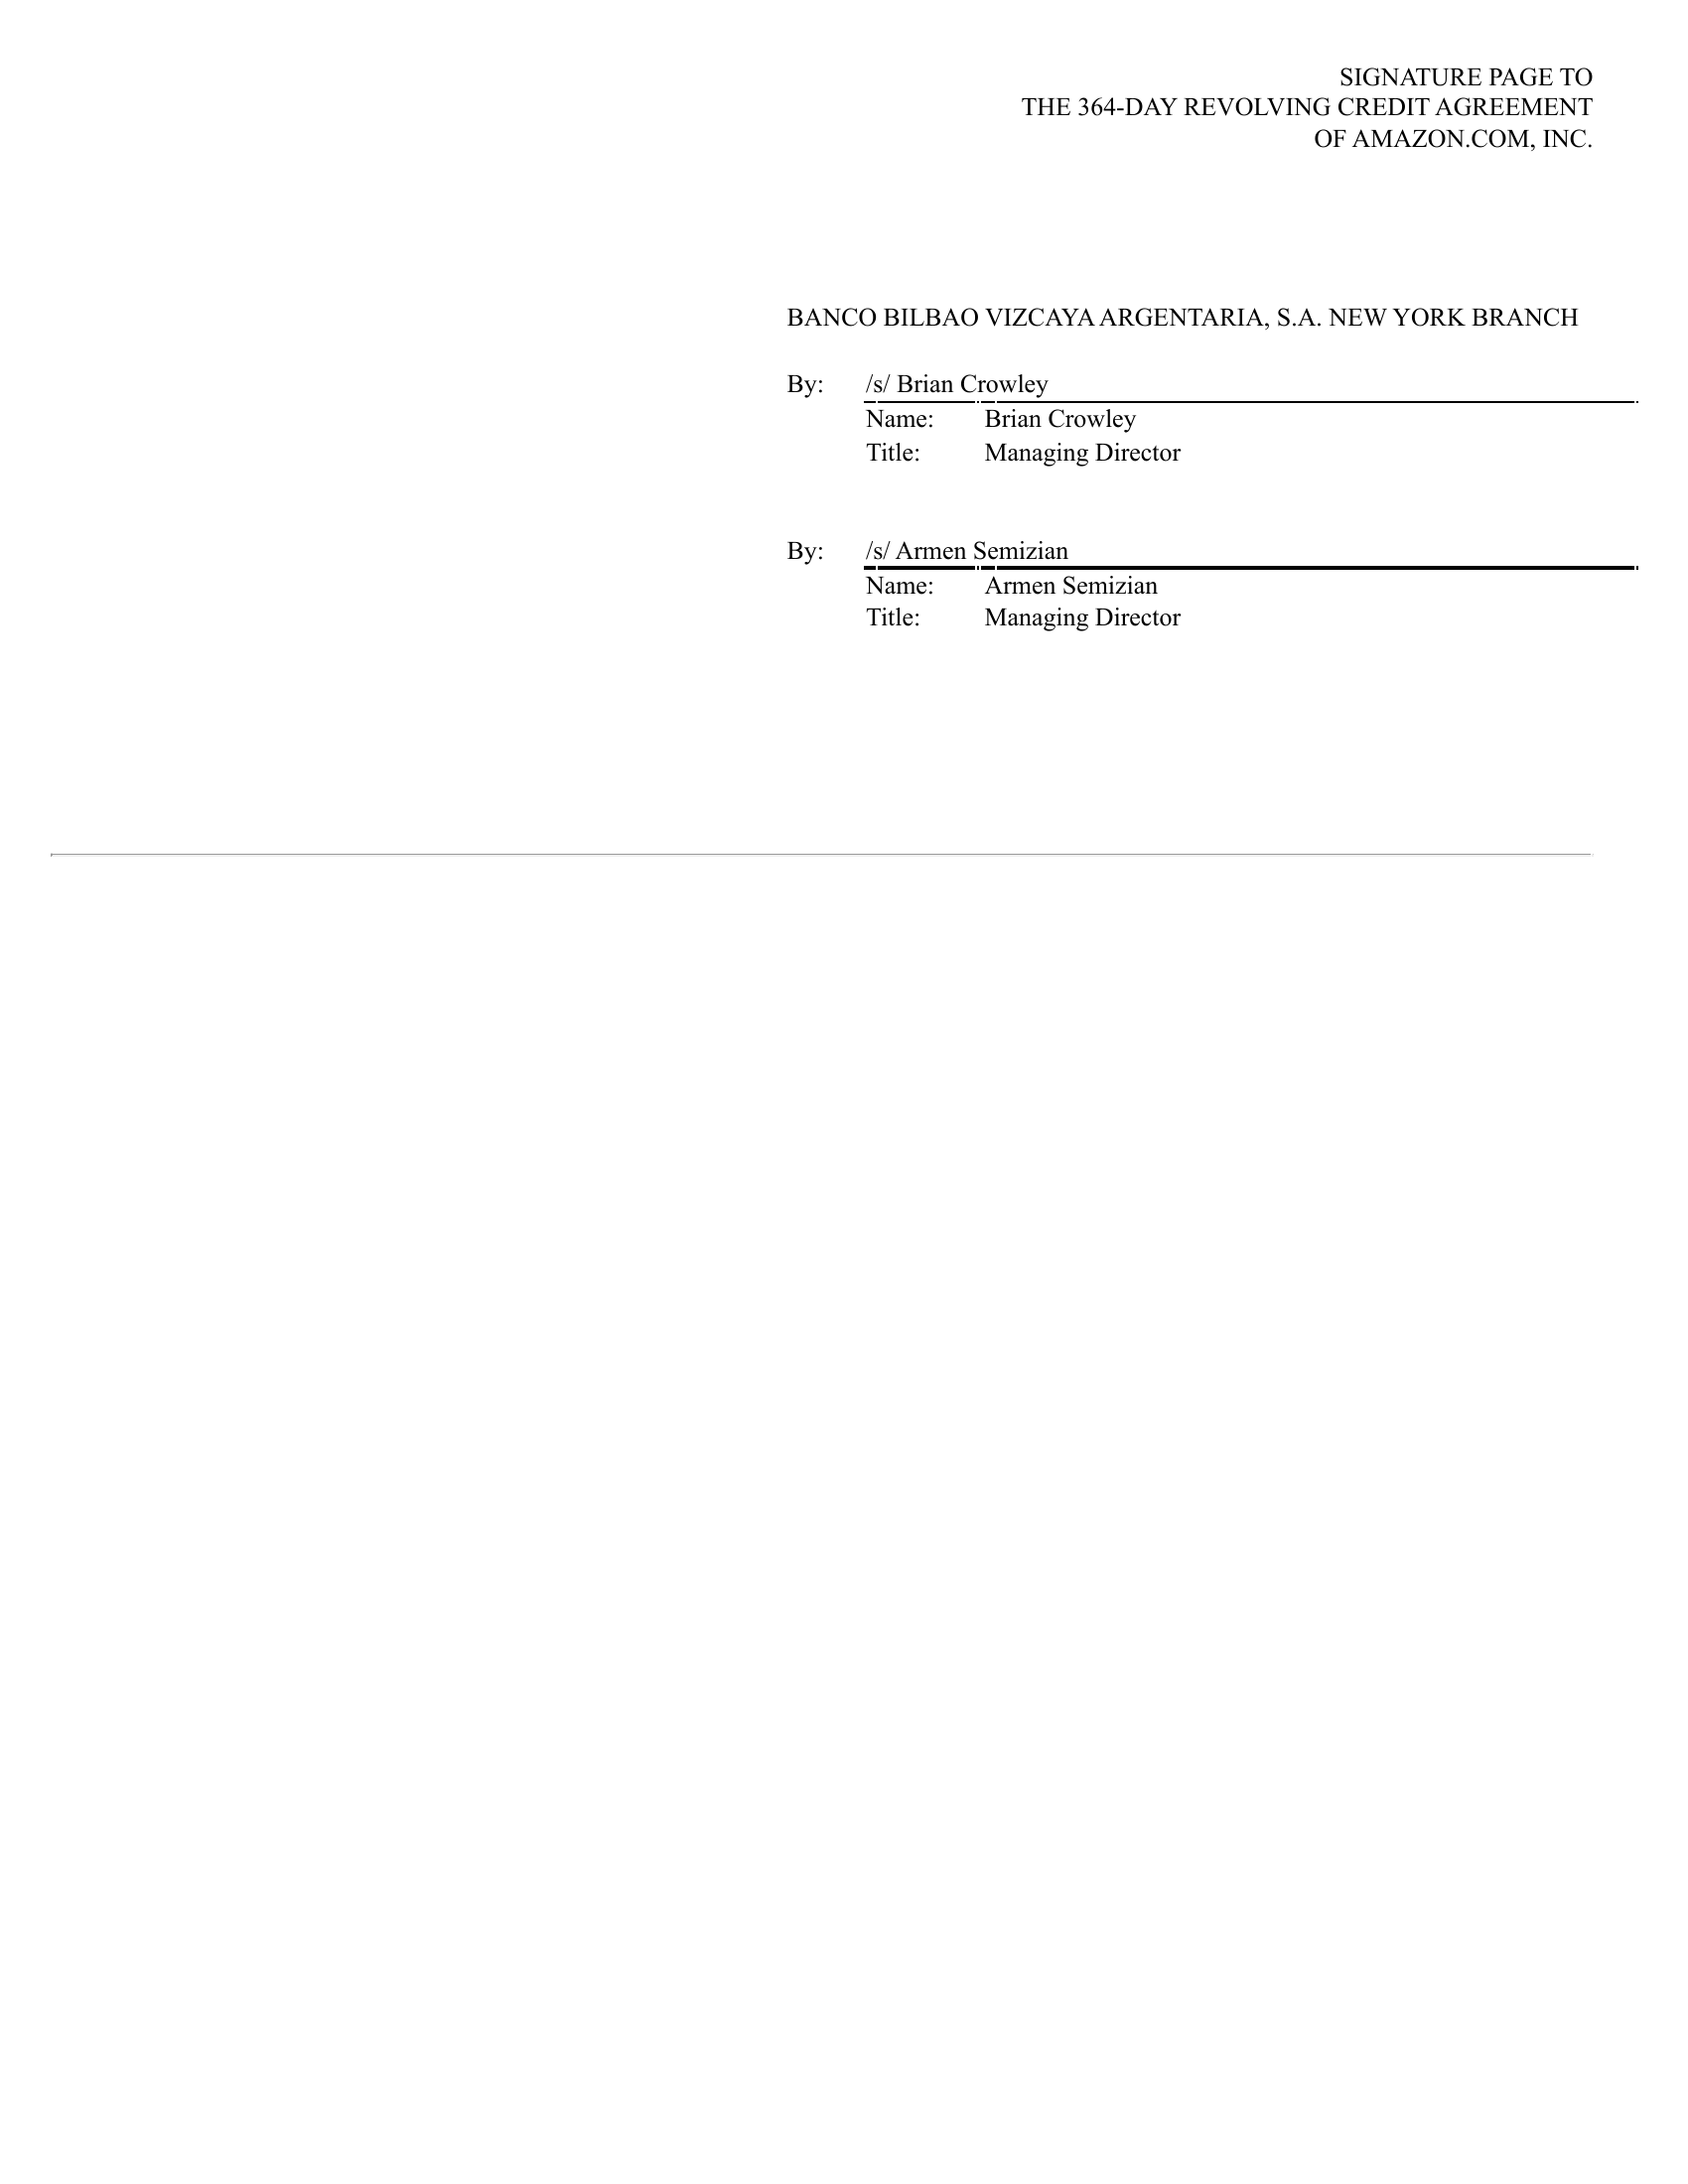 SIGNATURE PAGE TO
THE 364-DAY REVOLVING CREDIT AGREEMENT
OF AMAZON.COM, INC.
BANCO BILBAO VIZCAYA ARGENTARIA, S.A. NEW YORK BRANCH
By: /s/ Brian Crowley
Name: Brian Crowley
Title: Managing Director
By: /s/ Armen Semizian
Name: Armen Semizian
Title: Managing Director